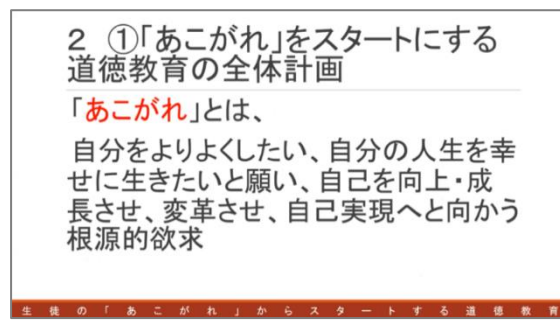 ２ ①「あこがれ」をスタートにする
道徳教育の全体計画
「あこがれ」とは、
自分をよりよくしたい、自分の人生を幸
せに生きたいと願い、自己を向上・成
長させ、変革させ、自己実現へと向かう
根源的欲求
生徒の「あこがれ」からスタートする道徳教育